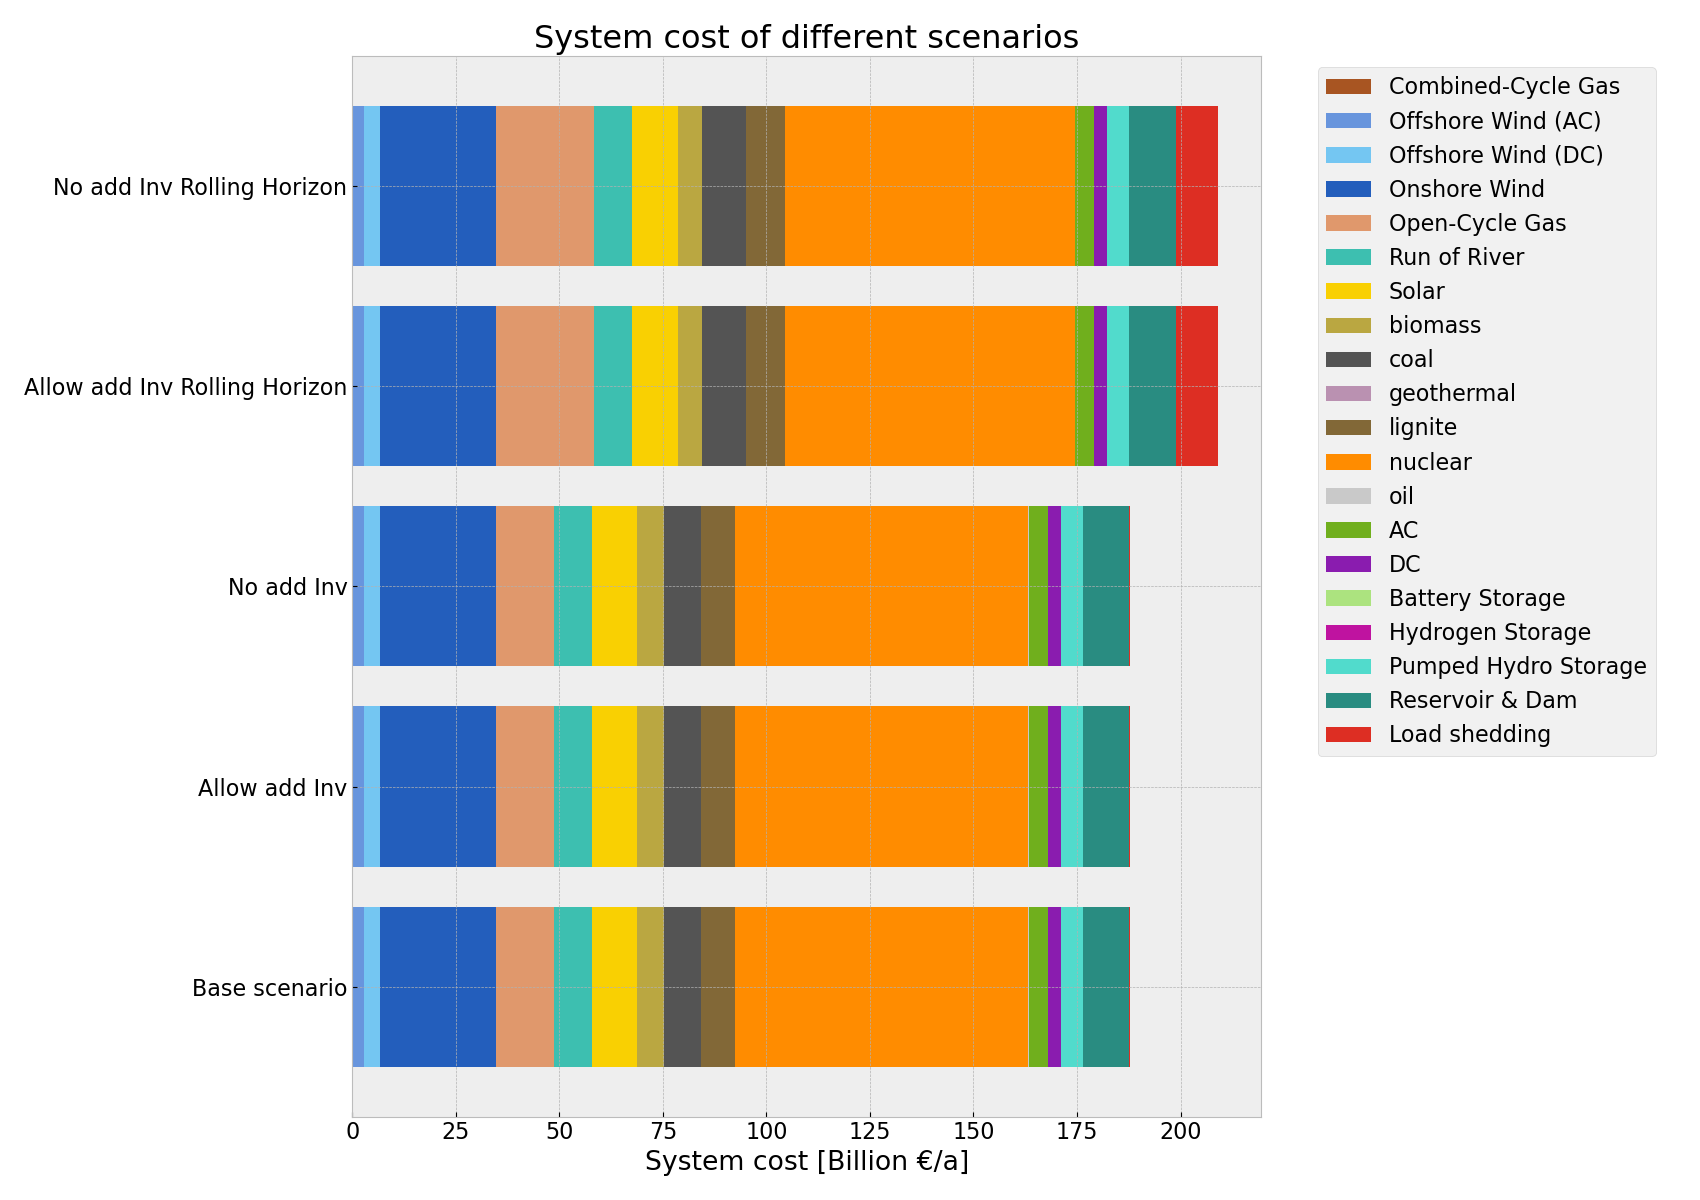 System cost of different scenarios
No add Inv Rolling Horizon
Allow add Inv Rolling Horizon
No add Inv
Allow add Inv
Base scenario
0 25 50 75 100 125 150 175 200
System cost [Billion €/a]
Combined-Cycle Gas
Offshore Wind (AC)
Offshore Wind (DC)
Onshore Wind
Open-Cycle Gas
Run of River
Solar
biomass
coal
geothermal
lignite
nuclear
oil
AC
DC
Battery Storage
Hydrogen Storage
Pumped Hydro Storage
Reservoir & Dam
Load shedding